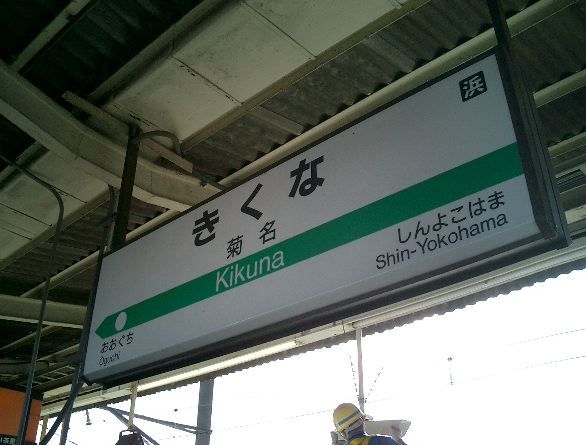 浜
きくな
菊名
Kikuna
おおぐち
Ōguchi
しんよこはま
Shin-Yokohama